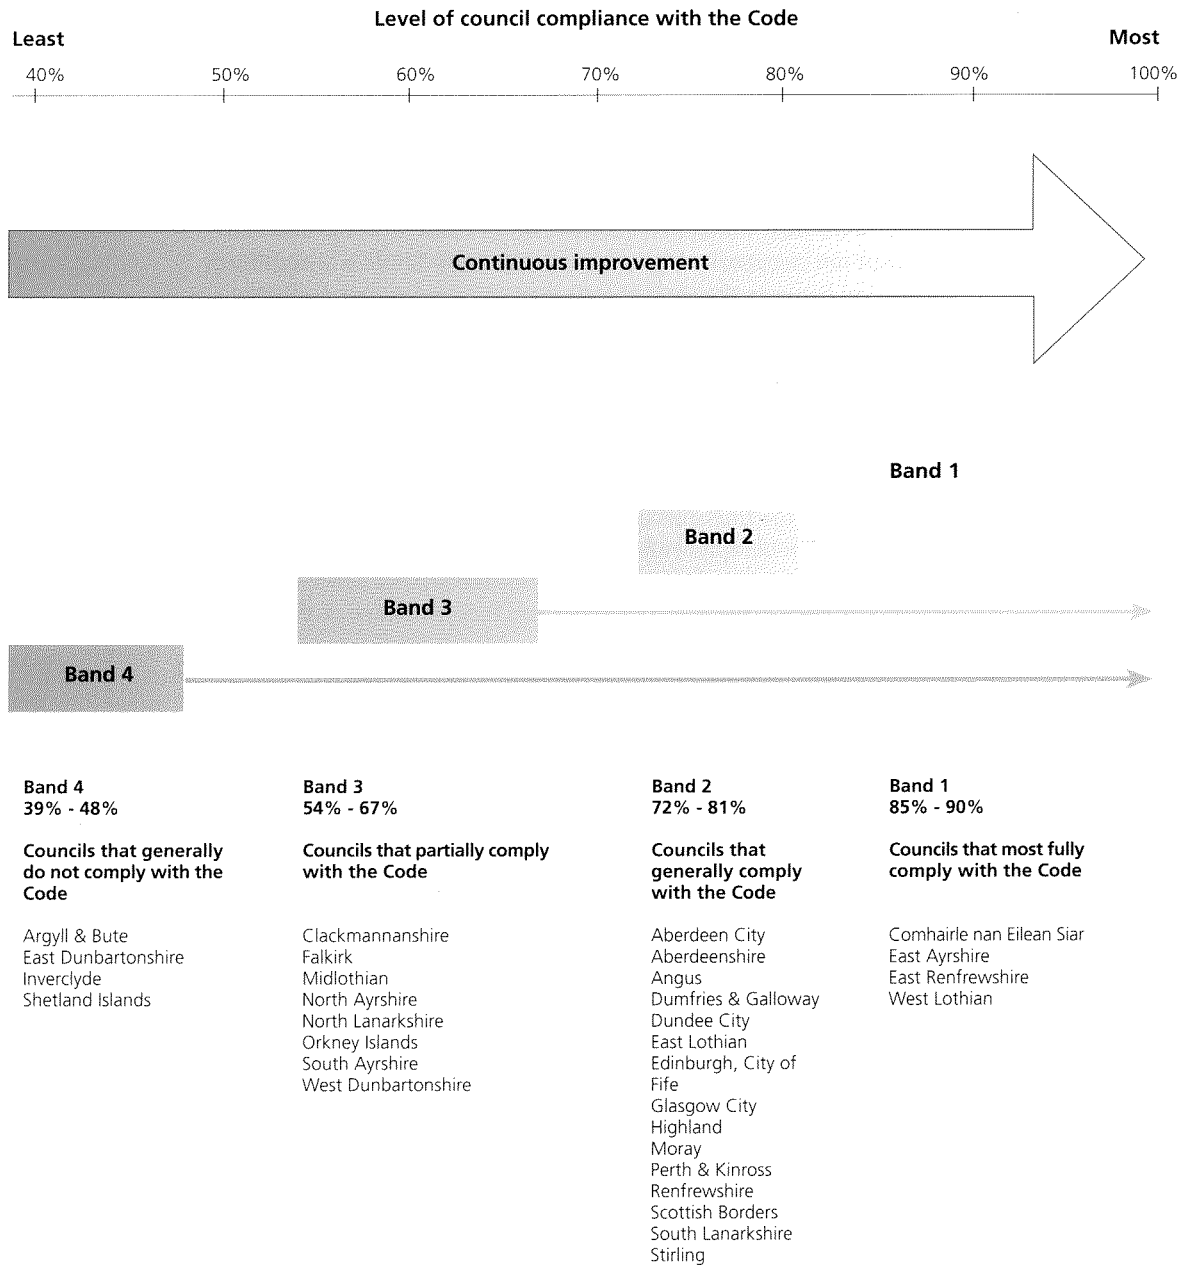 Level of council compliance with the Code
Least
Most
40%
50%
60%
70%
80%
90%
100%
Continuous improvement
Band 1
Band 2
Band 3
Band 4
Band 4
39% - 48%
Councils that generally
do not comply with the
Code
Argyll & Bute
East Dunbartonshire
Inverclyde
Shetland Islands
Band 3
54% - 67%
Councils that partially comply
with the Code
Clackmannanshire
Falkirk
Midlothian
North Ayrshire
North Lanarkshire
Orkney Islands
South Ayrshire
West Dunbartonshire
Band 2
72% - 81%
Councils that
generally comply
with the Code
Aberdeen City
Aberdeenshire
Angus
Dumfries & Galloway
Dundee City
East Lothian
Edinburgh, City of
Fife
Glasgow City
Highland
Moray
Perth & Kinross
Renfrewshire
Scottish Borders
South Lanarkshire
Stirling
Band 1
85% - 90%
Councils that most fully
comply with the Code
Comhairle nan Eilean Siar
East Ayrshire
East Renfrewshire
West Lothian